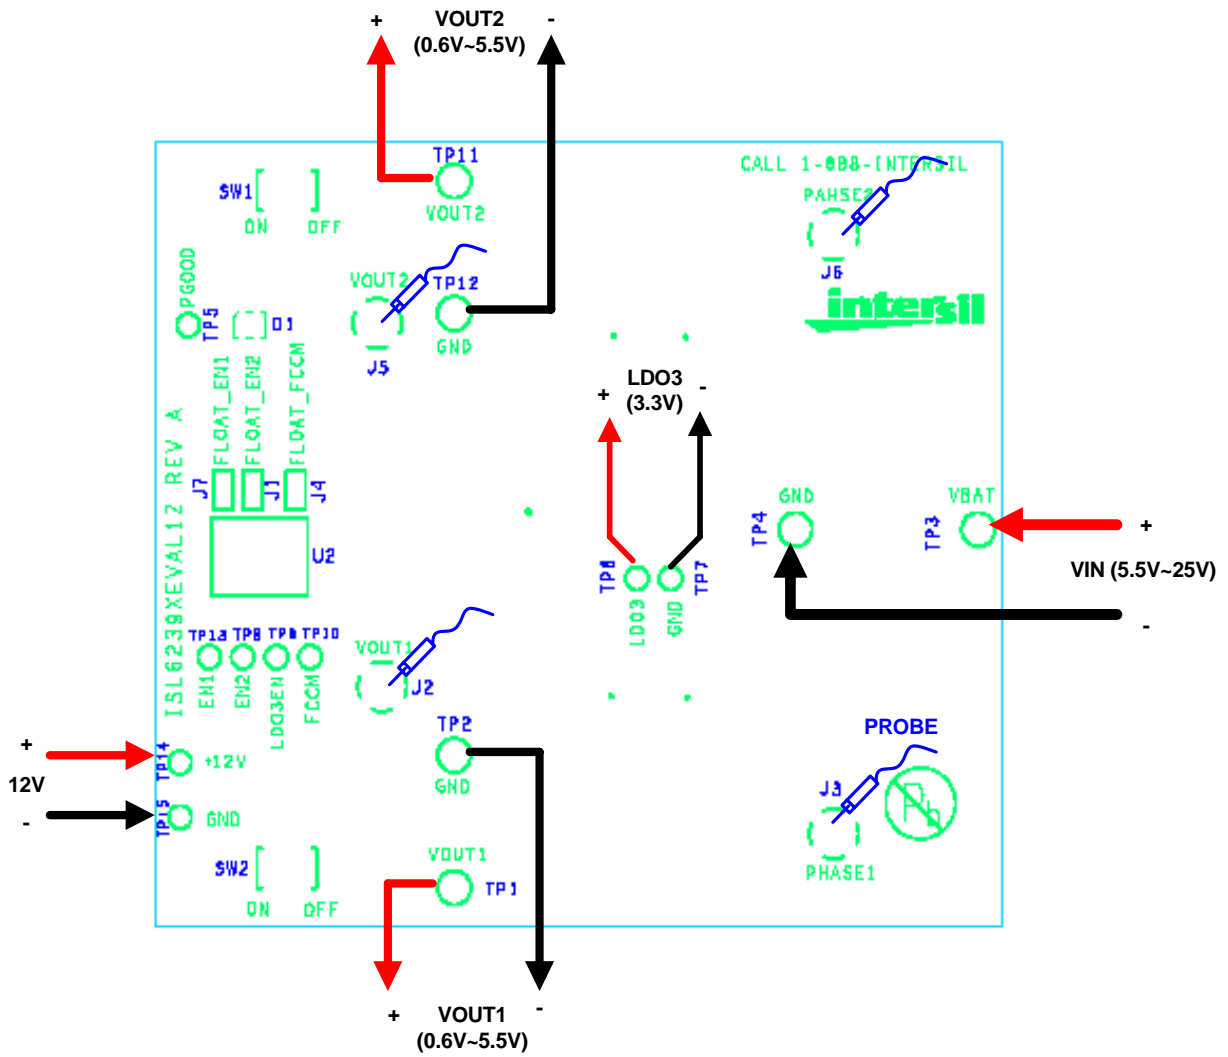 + VOUT2 -
(0.6V~5.5V)
TP11
CALL 1-888-INTERSIL
SW1
PAHSE2
VOUT2
ON OFF
PGOOD
VOUT2
TP12
J6
intersil
TP5
D1
GND
J5
FLOAT_EN1
FLOAT_EN2
FLOAT_FCCM
+ LDO3 -
(3.3V)
ISL6239XEVAL1Z REV A
J7
J1
J4
GND
VBAT
TP4
TP3
+
U2
VIN (5.5V~25V)
-
TP6
TP7
LDO3
GND
TP13 TP8 TP9 TP10
VOUT1
EN1
EN2
LDO3EN
FCCM
J2
TP2
PROBE
+
12V
-
TP14
+12V
GND
TP15
GND
J3
Pb
SW2
VOUT1
TP1
PHASE1
ON OFF
+ VOUT1 -
(0.6V~5.5V)